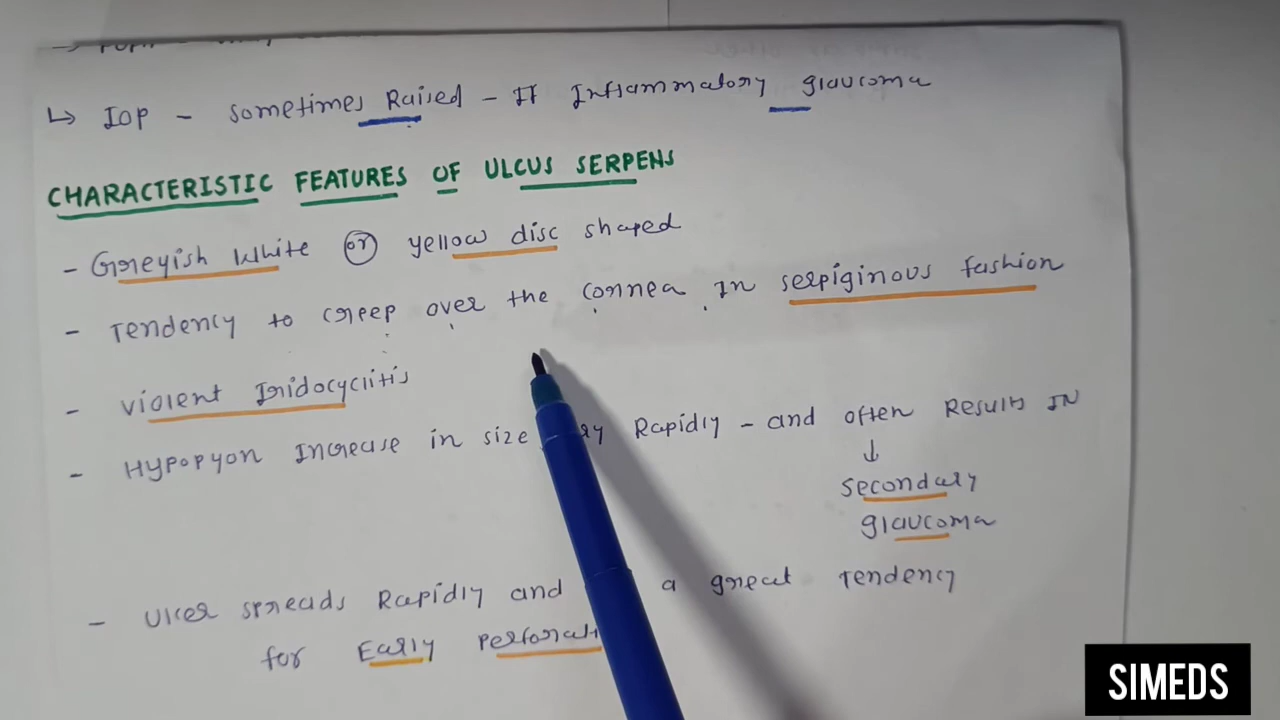 ↳ IOP - sometimes Raised - If Inflammatory glaucoma
CHARACTERISTIC FEATURES OF ULCUS SERPENS
- Greyish White or yellow disc shaped
- Tendency to creep over the cornea In serpiginous fashion
- violent Iridocyclitis
- Hypopyon Increase in size Rapidly - and often Results IN
↓
secondary
glaucoma
- Ulcer spreads Rapidly and a great Tendency
for Early
SIMEDS